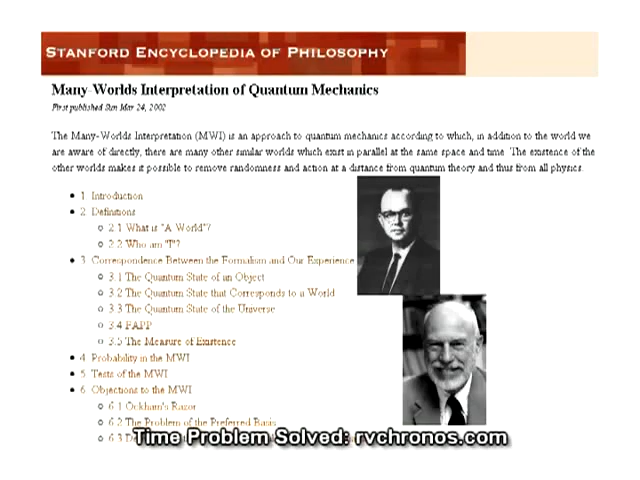 STANFORD ENCYCLOPEDIA OF PHILOSOPHY
Many-Worlds Interpretation of Quantum Mechanics
First published Sun Mar 24, 2002
The Many-Worlds Interpretation (MWI) is an approach to quantum mechanics according to which, in addition to the world we
are aware of directly, there are many other similar worlds which exist in parallel at the same space and time. The existence of the
other worlds makes it possible to remove randomness and action at a distance from quantum theory and thus from all physics.
1. Introduction
2. Definitions
2.1 What is "A World"?
2.2 Who am "I"?
3. Correspondence Between the Formalism and Our Experience
3.1 The Quantum State of an Object
3.2 The Quantum State that Corresponds to a World
3.3 The Quantum State of the Universe
3.4 FAPP
3.5 The Measure of Existence
4. Probability in the MWI
5. Tests of the MWI
6. Objections to the MWI
6.1 Ockham's Razor
6.2 The Problem of the Preferred Basis
6.3
Time Problem Solved: rvchronos.com